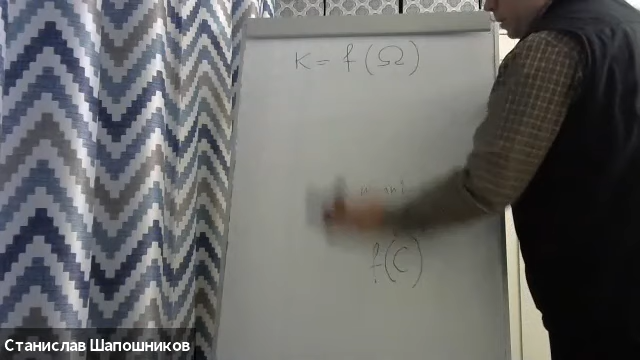 K = f(Ω)
f(C)
Станислав Шапошников